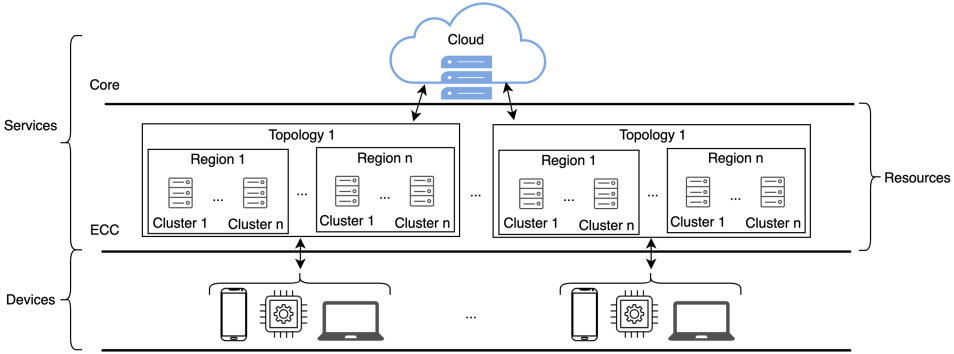 Cloud
Core
Services
Topology 1
Topology 1
Region 1
Region n
Region 1
Region n
Resources
...
...
...
...
...
...
...
Cluster 1
Cluster n
Cluster 1
Cluster n
Cluster 1
Cluster n
Cluster 1
Cluster n
ECC
Devices
...